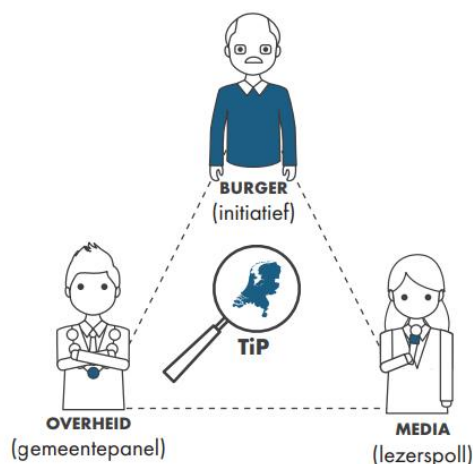 BURGER
(initiatief)
TiP
OVERHEID
(gemeentepanel)
MEDIA
(lezerspoll)